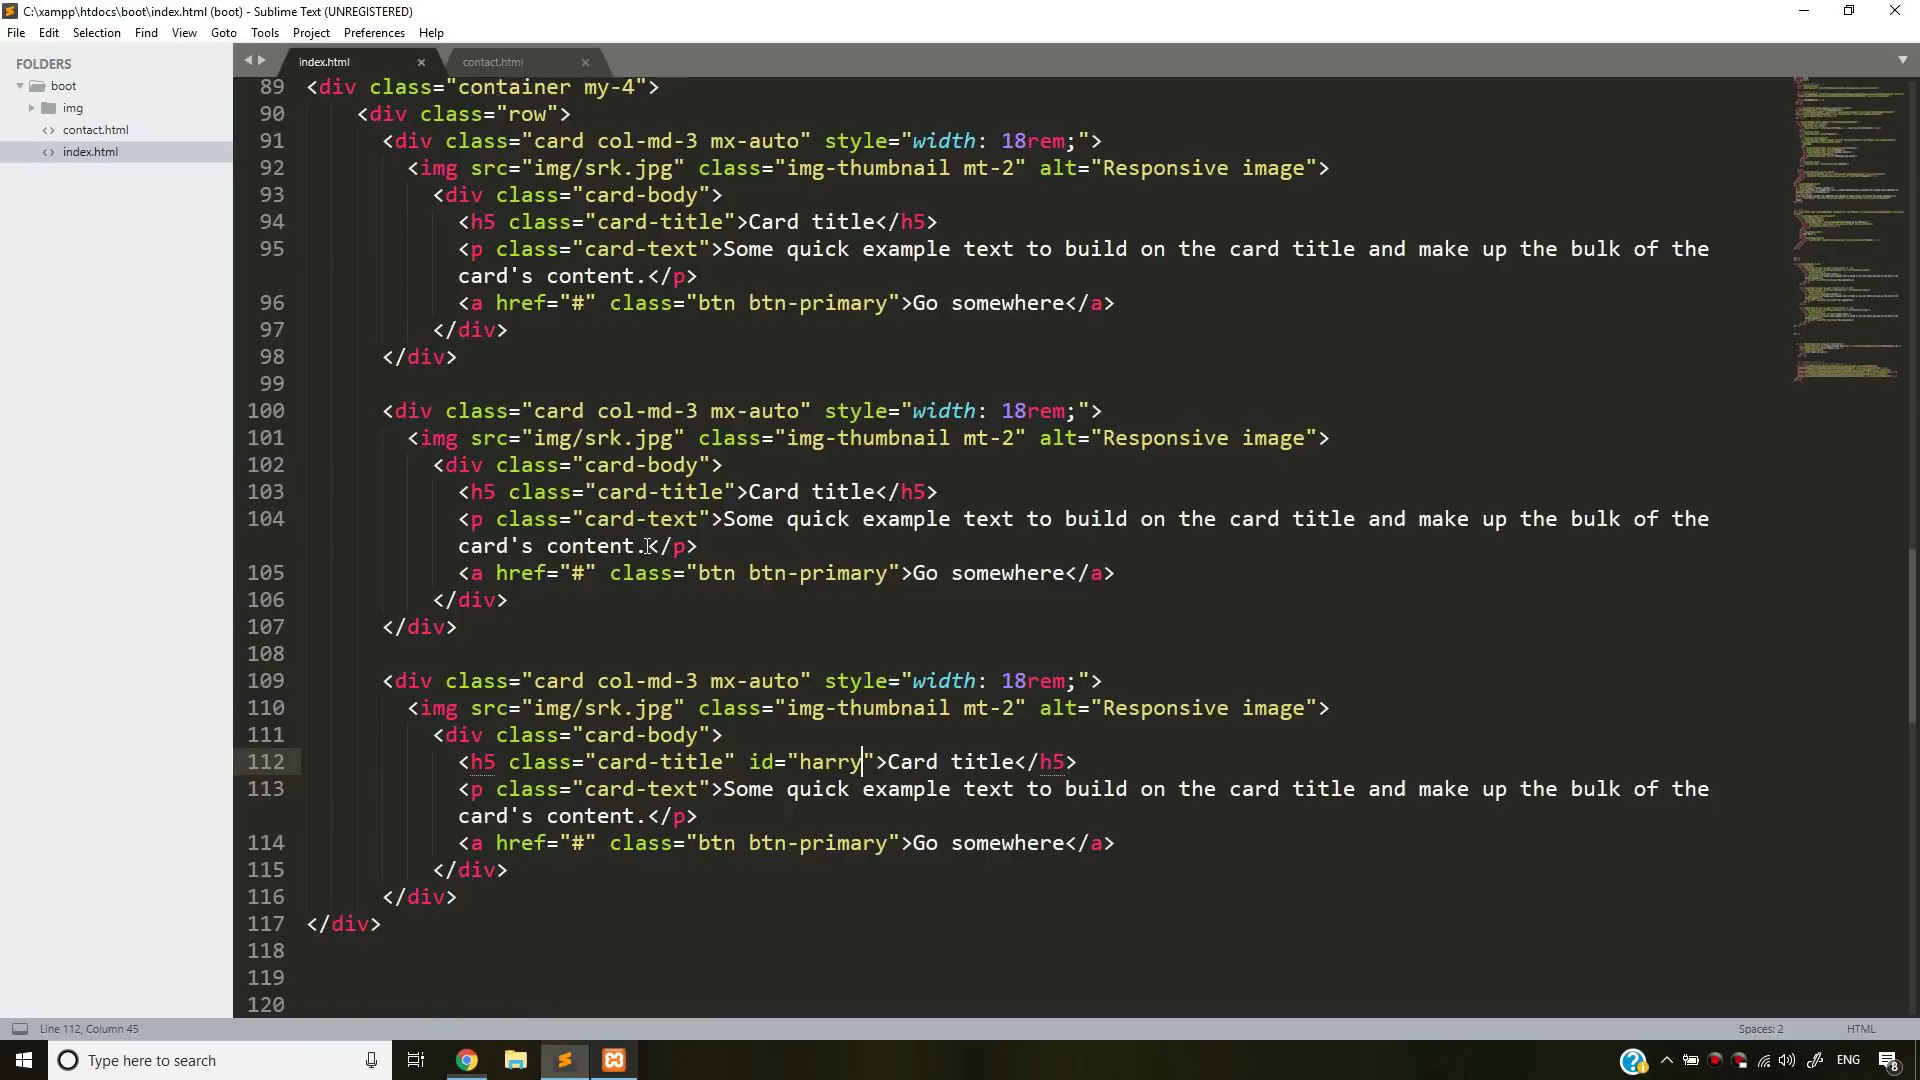 C:\xampp\htdocs\boot\index.html (boot) - Sublime Text (UNREGISTERED)
File Edit Selection Find View Goto Tools Project Preferences Help
FOLDERS
boot
img
contact.html
index.html
index.html contact.html
89 <div class="container my-4">
90 <div class="row">
91 <div class="card col-md-3 mx-auto" style="width: 18rem;">
92 <img src="img/srk.jpg" class="img-thumbnail mt-2" alt="Responsive image">
93 <div class="card-body">
94 <h5 class="card-title">Card title</h5>
95 <p class="card-text">Some quick example text to build on the card title and make up the bulk of the
card's content.</p>
96 <a href="#" class="btn btn-primary">Go somewhere</a>
97 </div>
98 </div>
99
100 <div class="card col-md-3 mx-auto" style="width: 18rem;">
101 <img src="img/srk.jpg" class="img-thumbnail mt-2" alt="Responsive image">
102 <div class="card-body">
103 <h5 class="card-title">Card title</h5>
104 <p class="card-text">Some quick example text to build on the card title and make up the bulk of the
card's content.</p>
105 <a href="#" class="btn btn-primary">Go somewhere</a>
106 </div>
107 </div>
108
109 <div class="card col-md-3 mx-auto" style="width: 18rem;">
110 <img src="img/srk.jpg" class="img-thumbnail mt-2" alt="Responsive image">
111 <div class="card-body">
112 <h5 class="card-title" id="harry">Card title</h5>
113 <p class="card-text">Some quick example text to build on the card title and make up the bulk of the
card's content.</p>
114 <a href="#" class="btn btn-primary">Go somewhere</a>
115 </div>
116 </div>
117 </div>
118
119
120
Line 112, Column 45 Spaces: 2 HTML
Type here to search ENG 8